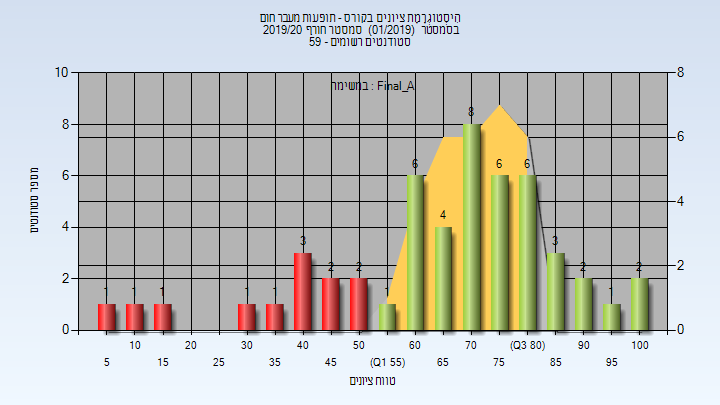 היסטוגרמת ציונים בקורס - תופעות מעבר חום
בסמסטר (01/2019) סמסטר חורף 2019/20
סטודנטים רשומים - 59
במשימה : Final_A
מספר סטודנטים
10
8
6
4
2
0
8
6
4
2
0
1 1 1 1 1 3 2 2 1 6 4 8 6 6 3 2 1 2
10 20 30 40 50 60 70 (Q3 80) 90 100
5 15 25 35 45 (Q1 55) 65 75 85 95
טווח ציונים